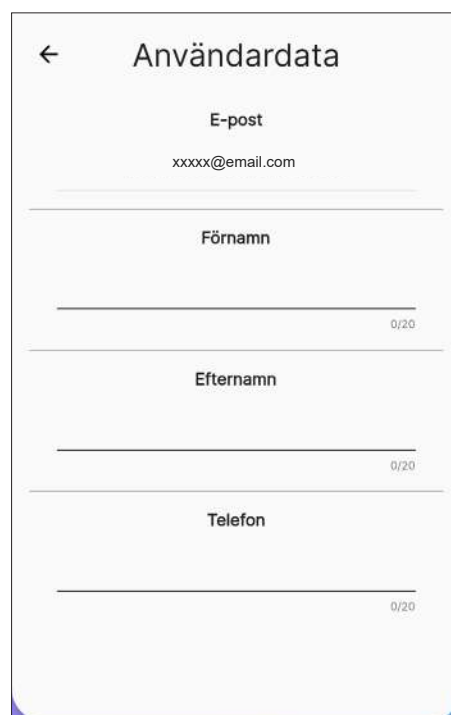 Användardata
E-post
xxxxx@email.com
Förnamn
0/20
Efternamn
0/20
Telefon
0/20